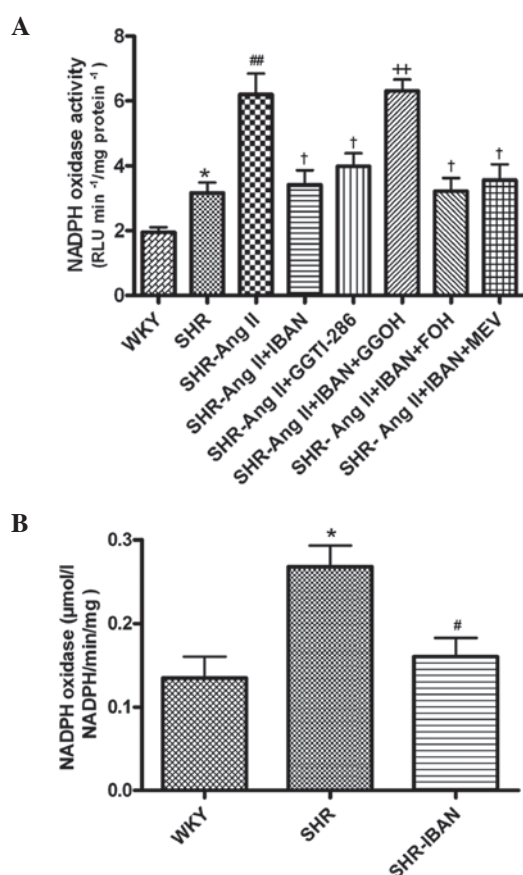 A
NADPH oxidase activity
(RLU min ⁻¹/mg protein ⁻¹)
8
6
4
2
0
*
##
†
†
‡
†
†
WKY
SHR
SHR-Ang II
SHR-Ang II+IBAN
SHR-Ang II+GGTI-286
SHR-Ang II+IBAN+GGOH
SHR- Ang II+IBAN+FOH
SHR- Ang II+IBAN+MEV
B
NADPH oxidase (μmol/l
NADPH/min/mg )
0.3
0.2
0.1
0.0
*
#
WKY
SHR
SHR-IBAN